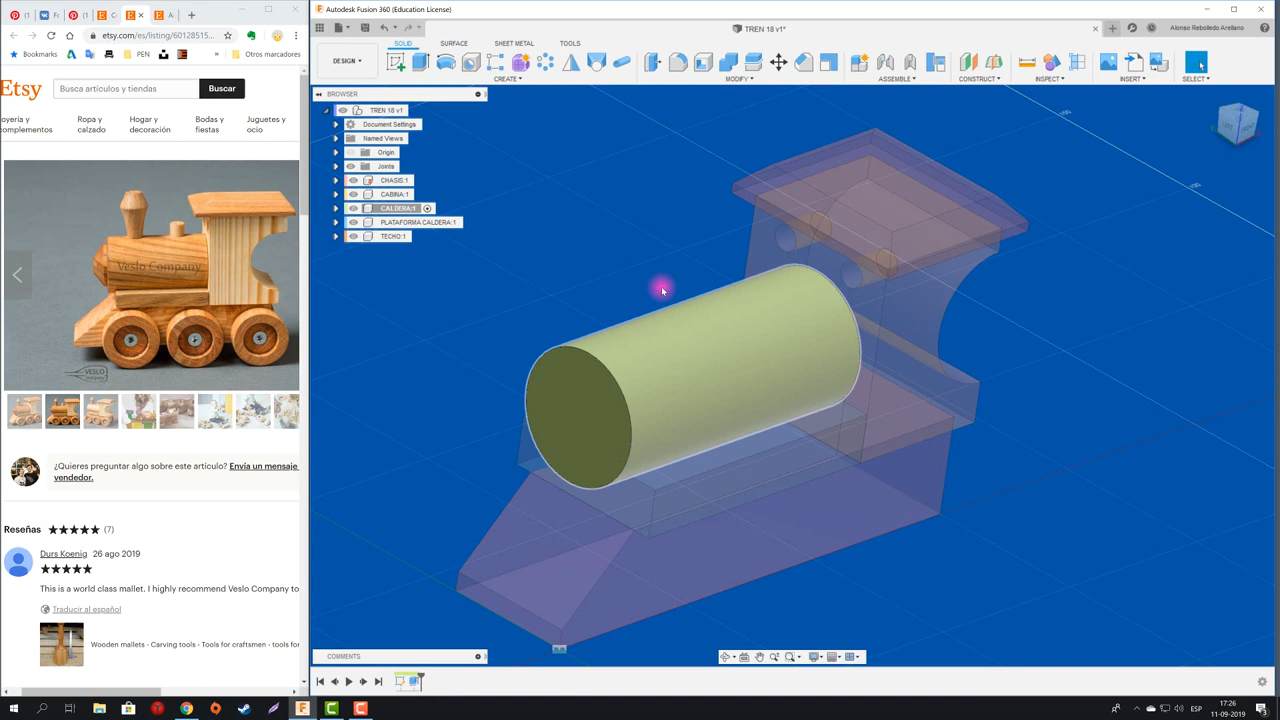 Autodesk Fusion 360 (Education License)
https://www.etsy.com/es/listing/60128515...
TREN 18 v1*
Alonso Rebolledo Arellano
Bookmarks
DX
Otros marcadores
Etsy
Busca artículos y tiendas
Buscar
oyería y
omplementos
Ropa y
calzado
Hogar y
decoración
Bodas y
fiestas
Juguetes y
ocio
Veslo Company
VESLO
¿Quieres preguntar algo sobre este artículo? Envía un mensaje
vendedor.
Reseñas
(7)
Durs Koenig 26 ago 2019
This is a world class mallet. I highly recommend Veslo Company to
Traducir al español
Wooden mallets - Carving tools - Tools for craftsmen - tools for
SOLID
SURFACE
SHEET METAL
TOOLS
DESIGN
CREATE
MODIFY
ASSEMBLE
CONSTRUCT
INSPECT
INSERT
SELECT
BROWSER
TREN 18 v1
Document Settings
Named Views
Origin
Joints
CHASIS:1
CABINA:1
CALDERA:1
PLATAFORMA CALDERA:1
TECHO:1
COMMENTS
ESP
17:26
11-09-2019
3